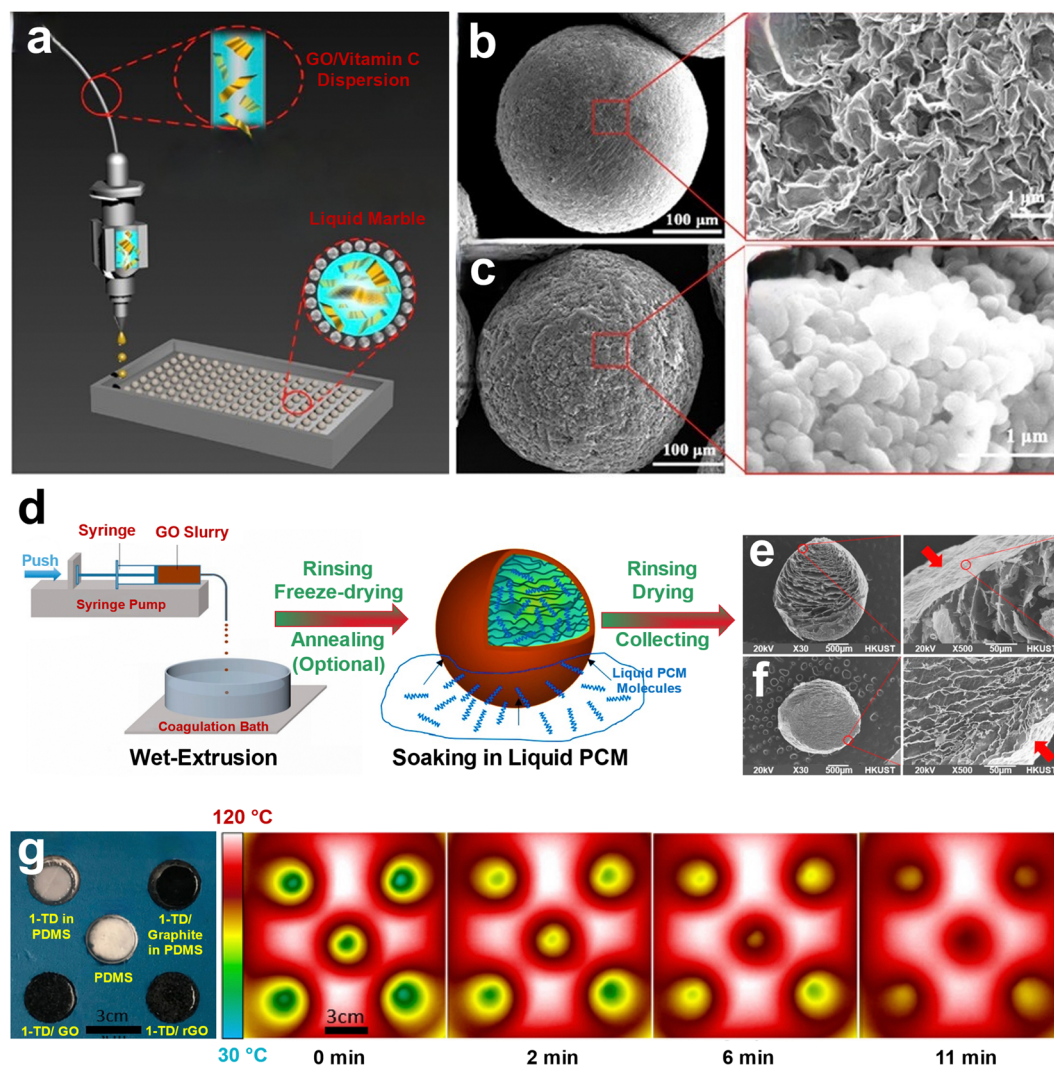 a
GO/Vitamin C
Dispersion
Liquid Marble
b
100 μm
1 μm
c
100 μm
1 μm
d
Syringe
GO Slurry
Push
Syringe Pump
Coagulation Bath
Wet-Extrusion
Rinsing
Freeze-drying
Annealing
(Optional)
Liquid PCM
Molecules
Soaking in Liquid PCM
Rinsing
Drying
Collecting
e
20kV X30 500μm HKUST
20kV X500 50μm HKUST
f
20kV X30 500μm HKUST
20kV X500 50μm HKUST
g
1-TD in
PDMS
1-TD/
Graphite
in PDMS
PDMS
1-TD/ GO
3cm
1-TD/ rGO
120 °C
30 °C
3cm
0 min
2 min
6 min
11 min